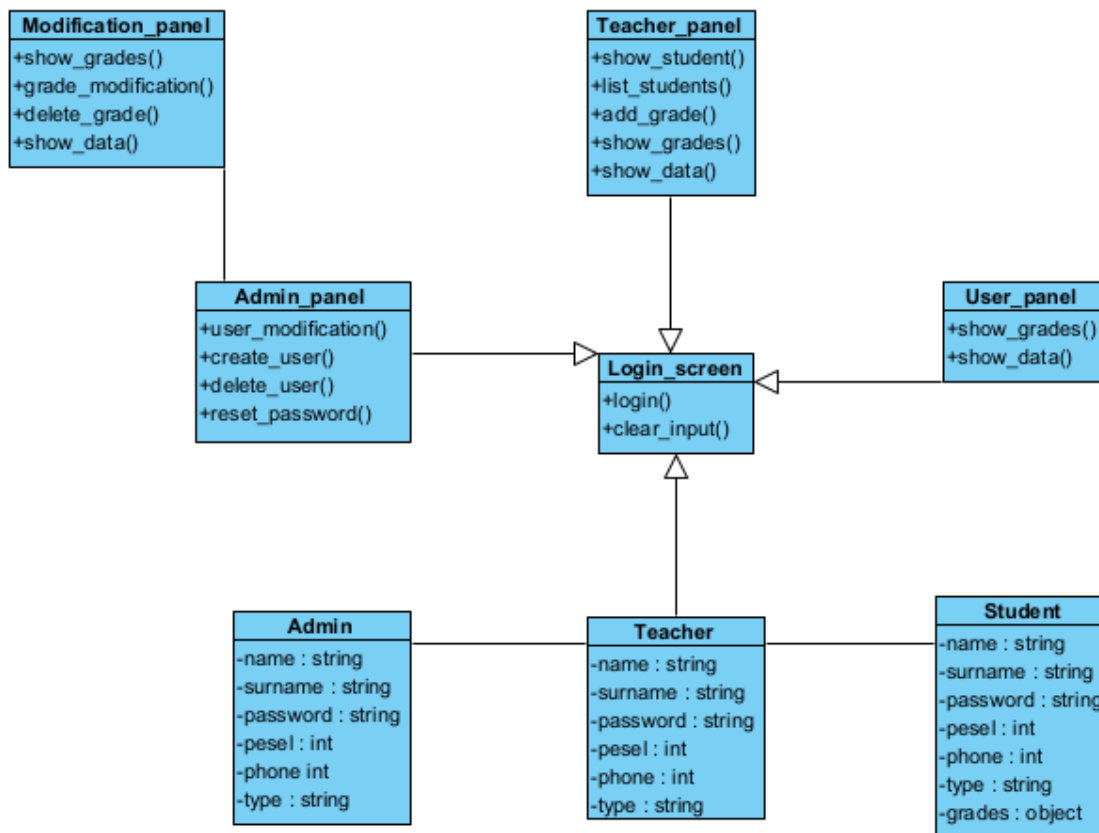 Modification_panel
+show_grades()
+grade_modification()
+delete_grade()
+show_data()
Teacher_panel
+show_student()
+list_students()
+add_grade()
+show_grades()
+show_data()
Admin_panel
+user_modification()
+create_user()
+delete_user()
+reset_password()
Login_screen
+login()
+clear_input()
User_panel
+show_grades()
+show_data()
Admin
-name : string
-surname : string
-password : string
-pesel : int
-phone int
-type : string
Teacher
-name : string
-surname : string
-password : string
-pesel : int
-phone : int
-type : string
Student
-name : string
-surname : string
-password : string
-pesel : int
-phone : int
-type : string
-grades : object